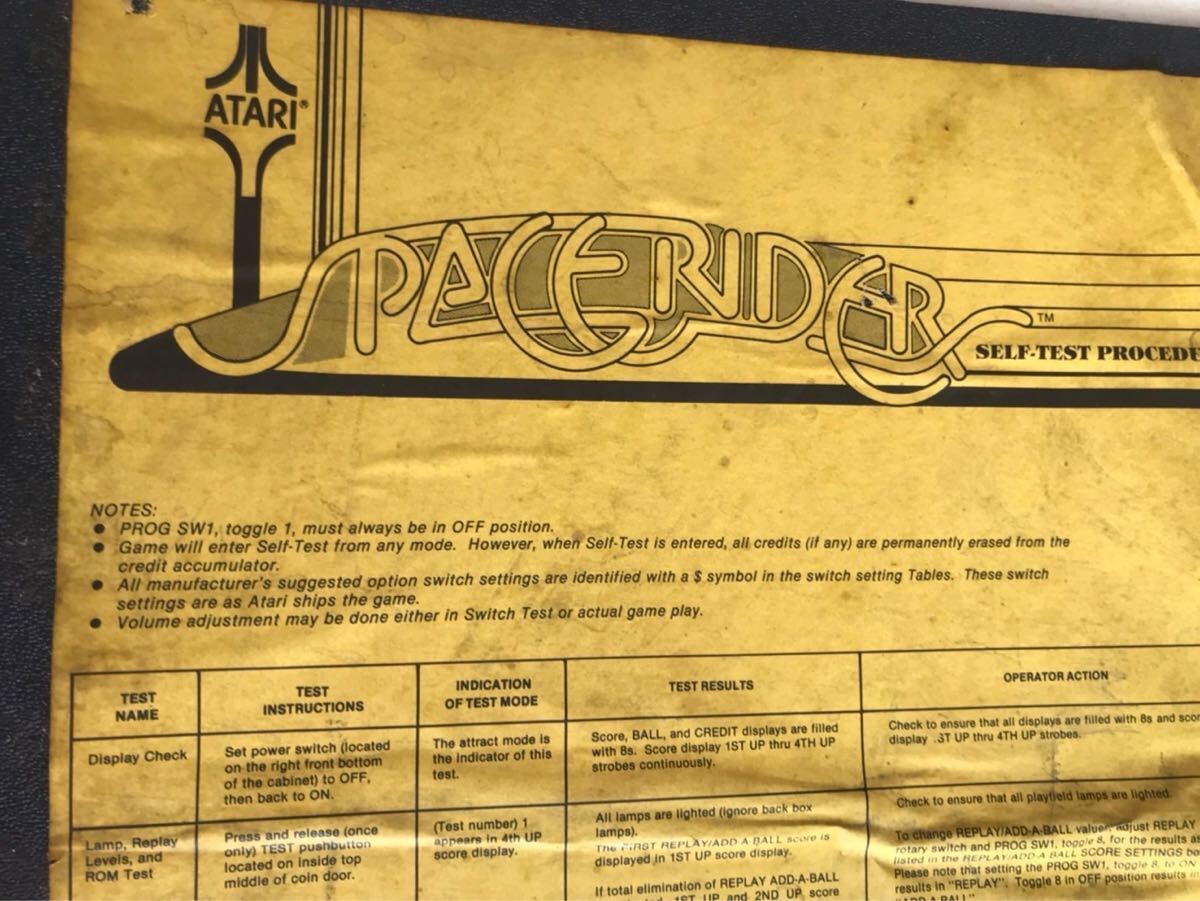 ATARI®
SPACE RIDER™
SELF-TEST PROCEDU
NOTES:
● PROG SW1, toggle 1, must always be in OFF position.
● Game will enter Self-Test from any mode. However, when Self-Test is entered, all credits (if any) are permanently erased from the
credit accumulator.
● All manufacturer's suggested option switch settings are identified with a $ symbol in the switch setting Tables. These switch
settings are as Atari ships the game.
● Volume adjustment may be done either in Switch Test or actual game play.
TEST
NAME
TEST
INSTRUCTIONS
INDICATION
OF TEST MODE
TEST RESULTS
OPERATOR ACTION
Display Check
Set power switch (located
on the right front bottom
of the cabinet) to OFF,
then back to ON.
The attract mode is
the indicator of this
test.
Score, BALL, and CREDIT displays are filled
with 8s. Score display 1ST UP thru 4TH UP
strobes continuously.
Check to ensure that all displays are filled with 8s and scor
display ST UP thru 4TH UP strobes.
Lamp, Replay
Levels, and
ROM Test
Press and release (once
only) TEST pushbutton
located on inside top
middle of coin door.
(Test number) 1
appears in 4th UP
score display.
All lamps are lighted (ignore back box
lamps).
The FIRST REPLAY/ADD A BALL score is
displayed in 1ST UP score display.
If total elimination of REPLAY ADD-A-BALL
1ST UP and 2ND UP score
Check to ensure that all playfield lamps are lighted.
To change REPLAY/ADD-A-BALL values, adjust REPLAY
rotary switch and PROG SW1, toggle 8, for the results as
listed in the REPLAY/ADD A BALL SCORE SETTINGS bo
Please note that setting the PROG SW1, toggle 8, to ON
results in "REPLAY". Toggle 8 in OFF position results in
"ADD-A-BALL"